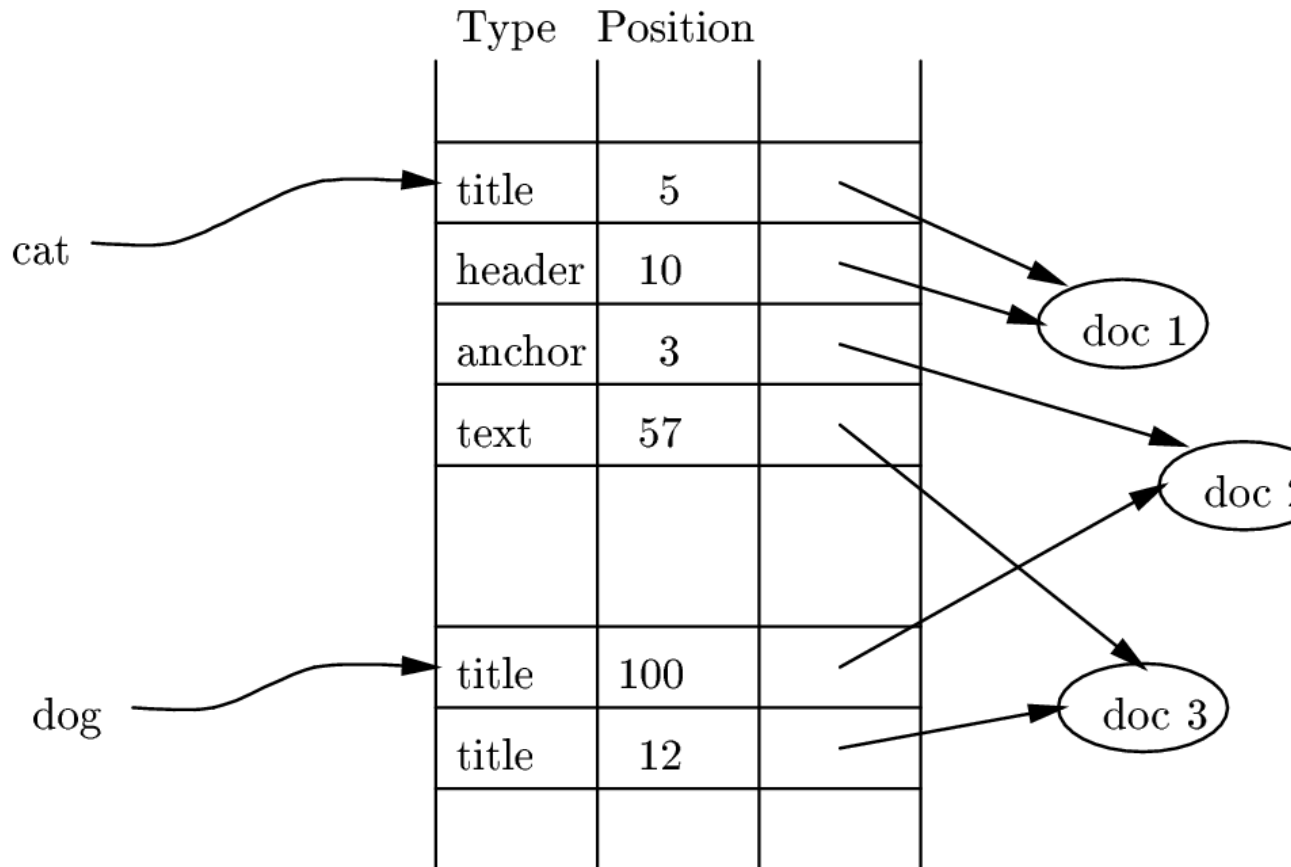 Type Position
title 5
cat
header 10
doc 1
anchor 3
text 57
doc
title 100
dog
doc 3
title 12